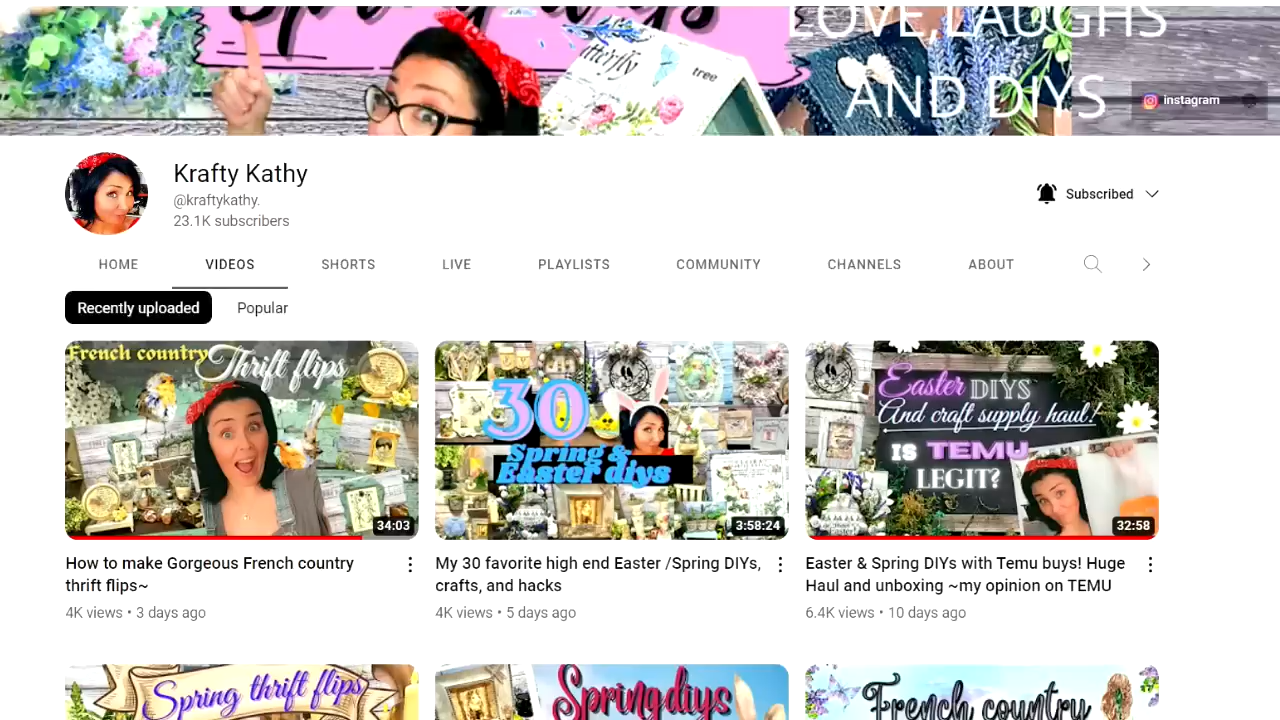 Spring diys
LOVE, LAUGHS
AND DIYS
butterfly
tree
instagram
Krafty Kathy
@kraftykathy.
23.1K subscribers
Subscribed
HOME VIDEOS SHORTS LIVE PLAYLISTS COMMUNITY CHANNELS ABOUT
Recently uploaded Popular
French country Thrift flips
34:03
30
Spring &
Easter diys
3:58:24
Easter DIYS
And craft supply haul!
IS TEMU
LEGIT?
32:58
How to make Gorgeous French country
thrift flips~
4K views • 3 days ago
My 30 favorite high end Easter /Spring DIYs,
crafts, and hacks
4K views • 5 days ago
Easter & Spring DIYs with Temu buys! Huge
Haul and unboxing ~my opinion on TEMU
6.4K views • 10 days ago
Spring thrift flips
Springdiys
French country